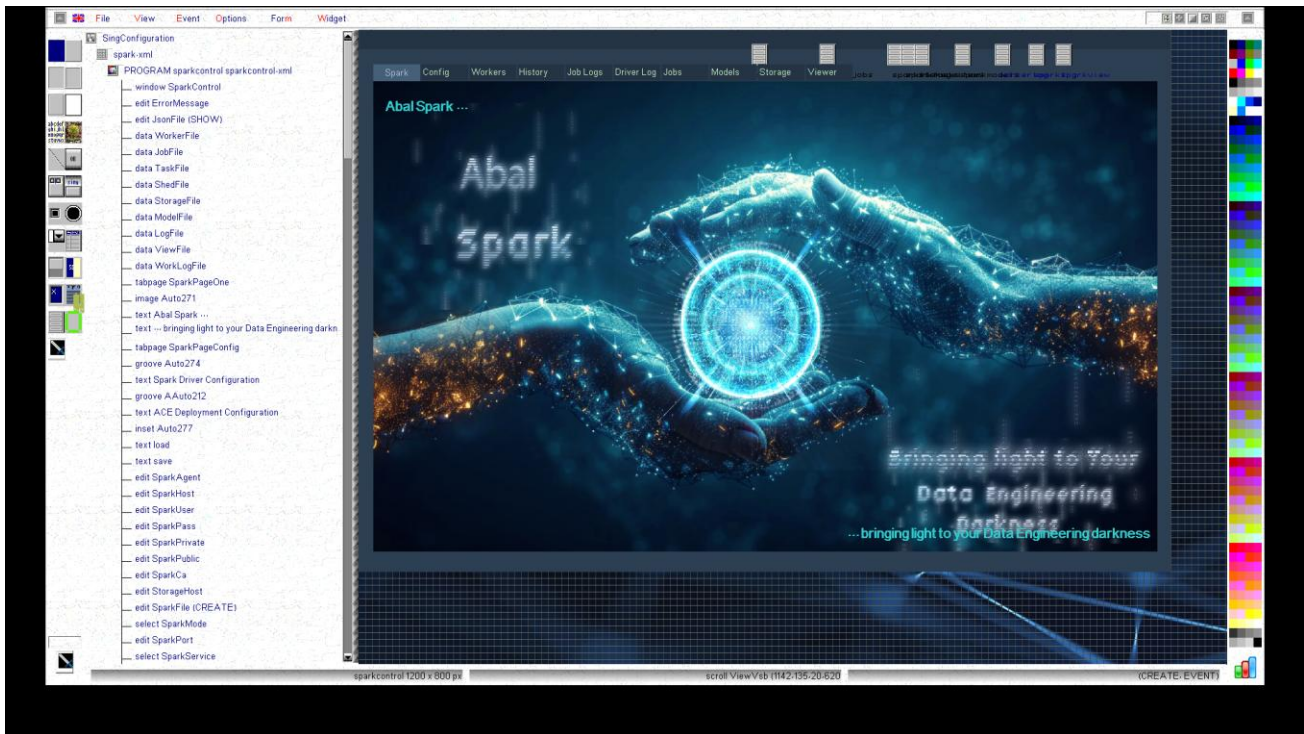 File View Event Options Form Widget
SingConfiguration
spark-xml
PROGRAM sparkcontrol sparkcontrol-xml
window SparkControl
edit ErrorMessage
edit JsonFile (SHOW)
data WorkerFile
data JobFile
data TaskFile
data ShedFile
data StorageFile
data ModelFile
data LogFile
data ViewFile
data WorkLogFile
tabpage SparkPageOne
image Auto271
text Abal Spark ...
text ... bringing light to your Data Engineering darkn
tabpage SparkPageConfig
groove Auto274
text Spark Driver Configuration
groove AAuto212
text ACE Deployment Configuration
inset Auto277
text load
text save
edit SparkAgent
edit SparkHost
edit SparkUser
edit SparkPass
edit SparkPrivate
edit SparkPublic
edit SparkCa
edit StorageHost
edit SparkFile (CREATE)
select SparkMode
edit SparkPort
select SparkService
Spark Config Workers History Job Logs Driver Log Jobs Models Storage Viewer
jobs
Abal Spark ...
Abal
Spark
Bringing light to Your
Data Engineering
Darkness
... bringing light to your Data Engineering darkness
sparkcontrol 1200 x 800 px
scroll ViewVsb (1142-135-20-620
(CREATE- EVENT)